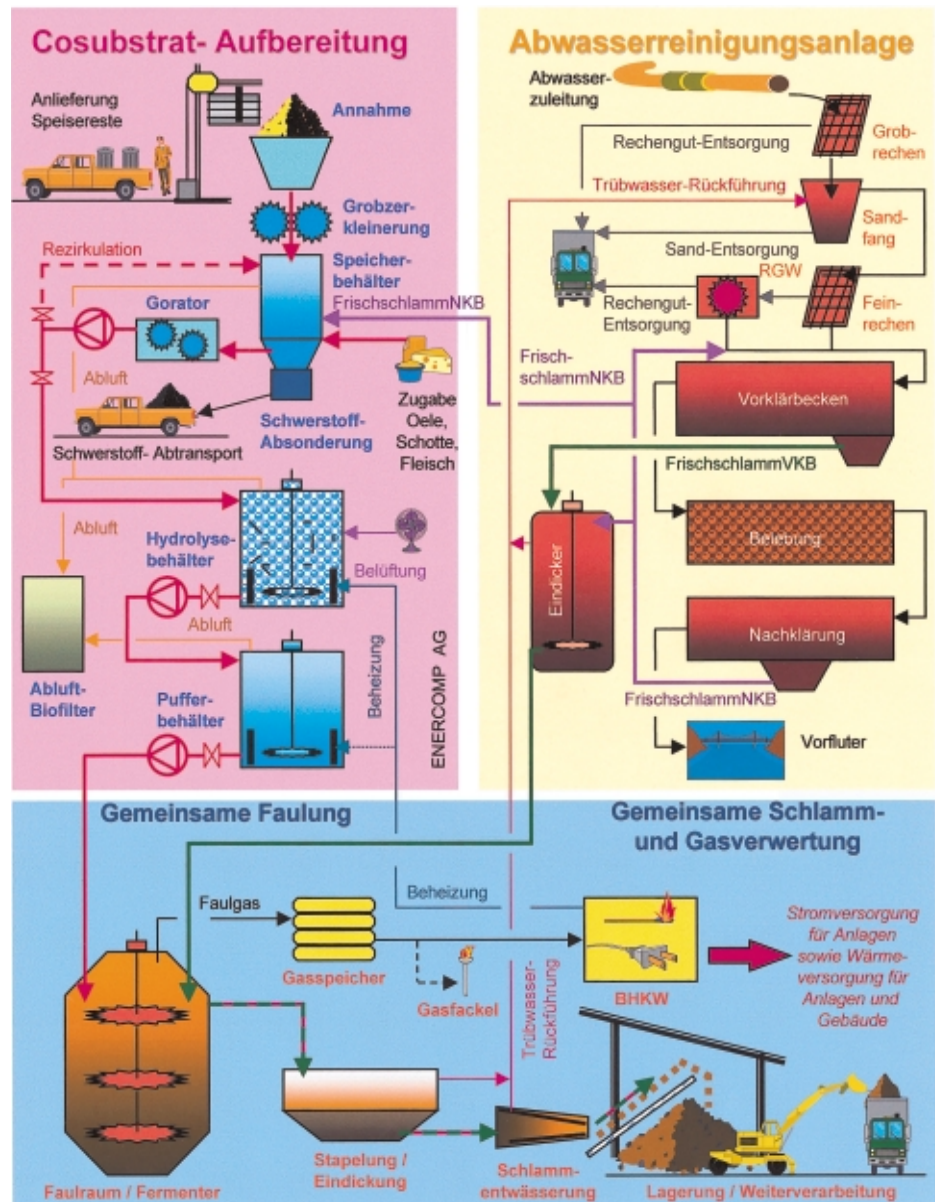 Cosubstrat- Aufbereitung
Anlieferung
Speisereste
Annahme
Grobzer-
kleinerung
Rezirkulation
Speicher-
behälter
FrischschlammNKB
Gorator
Abluft
Zugabe
Oele,
Schotte,
Fleisch
Schwerstoff-
Absonderung
Schwerstoff- Abtransport
Abluft
Hydrolyse-
behälter
Belüftung
Abluft
Abluft-
Biofilter
Puffer-
behälter
Beheizung
ENERCOMP AG
Abwasserreinigungsanlage
Abwasser-
zuleitung
Rechengut-Entsorgung
Grob-
rechen
Trübwasser-Rückführung
Sand-
fang
Sand-Entsorgung
RGW
Rechengut-
Entsorgung
Fein-
rechen
Frisch-
schlammNKB
Vorklärbecken
FrischschlammVKB
Eindicker
Belebung
Nachklärung
FrischschlammNKB
Vorfluter
Gemeinsame Faulung
Gemeinsame Schlamm-
und Gasverwertung
Faulgas
Beheizung
Gasspeicher
Gasfackel
BHKW
Stromversorgung
für Anlagen
sowie Wärme-
versorgung für
Anlagen und
Gebäude
Trübwasser-
Rückführung
Faulraum / Fermenter
Stapelung /
Eindickung
Schlamm-
entwässerung
Lagerung / Weiterverarbeitung